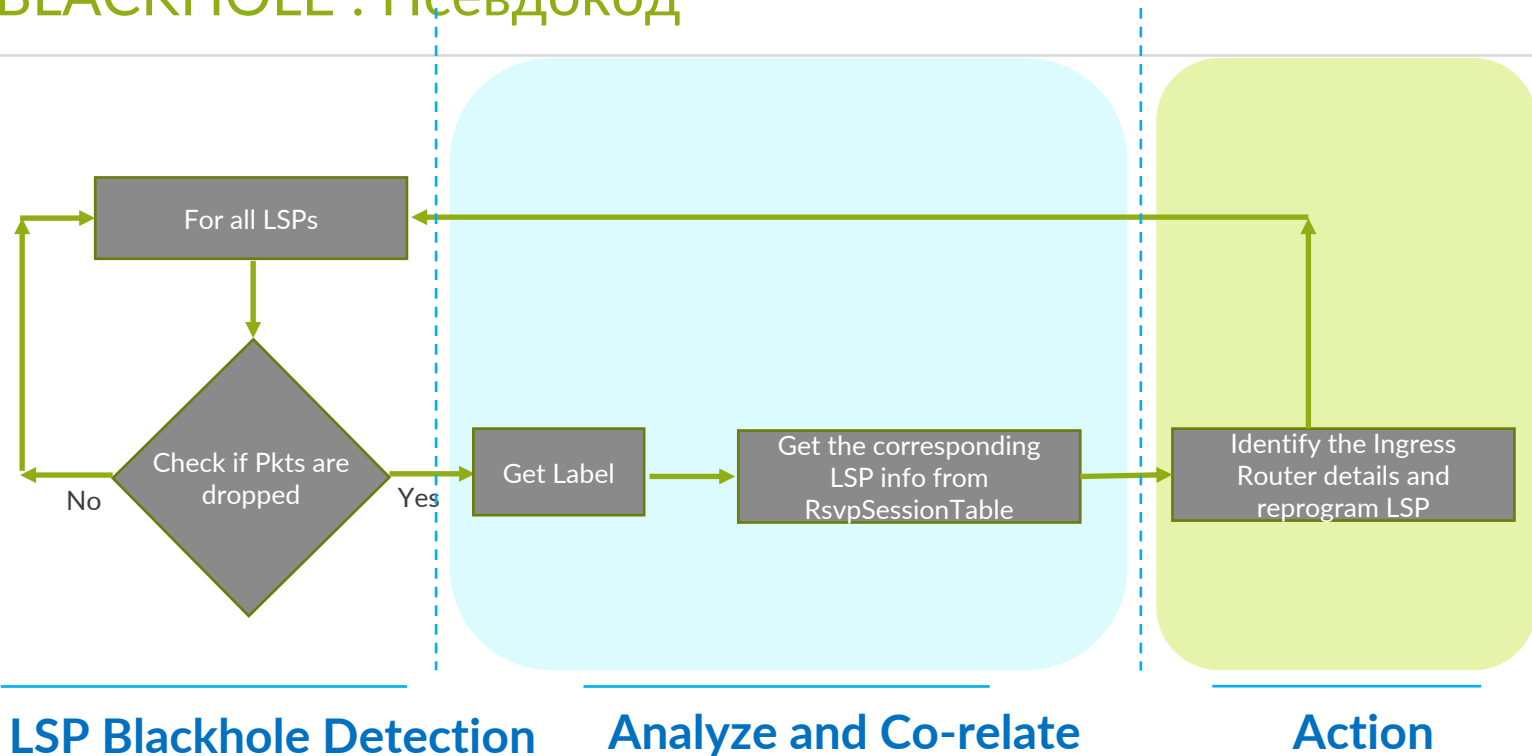 BLACKHOLE : Псевдокод
For all LSPs
Check if Pkts are
dropped
No
Yes
Get Label
Get the corresponding
LSP info from
RsvpSessionTable
Identify the Ingress
Router details and
reprogram LSP
LSP Blackhole Detection
Analyze and Co-relate
Action